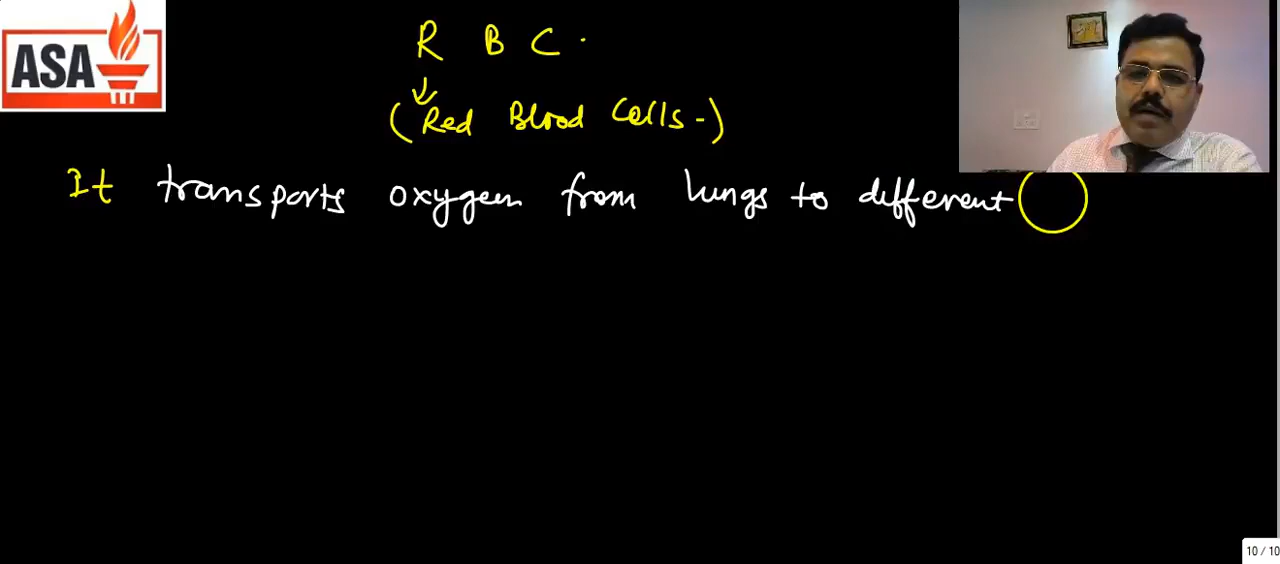 ASA
R B C .
(Red Blood Cells-)
It transports oxygen from lungs to different
10 / 10